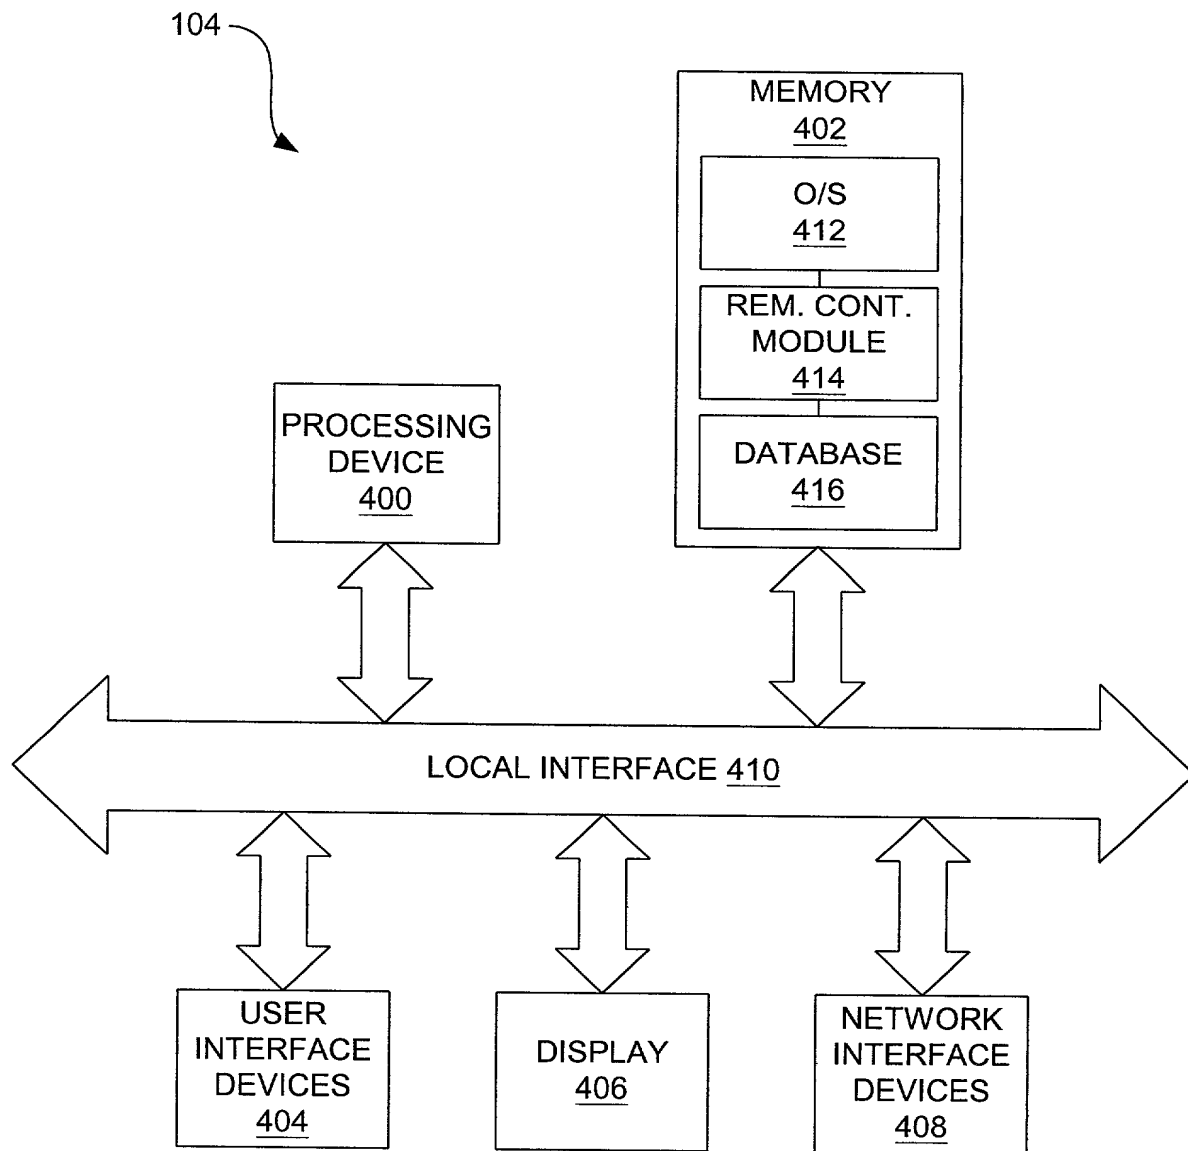 104
MEMORY
402
O/S
412
REM. CONT.
MODULE
414
DATABASE
416
PROCESSING
DEVICE
400
LOCAL INTERFACE 410
USER
INTERFACE
DEVICES
404
DISPLAY
406
NETWORK
INTERFACE
DEVICES
408